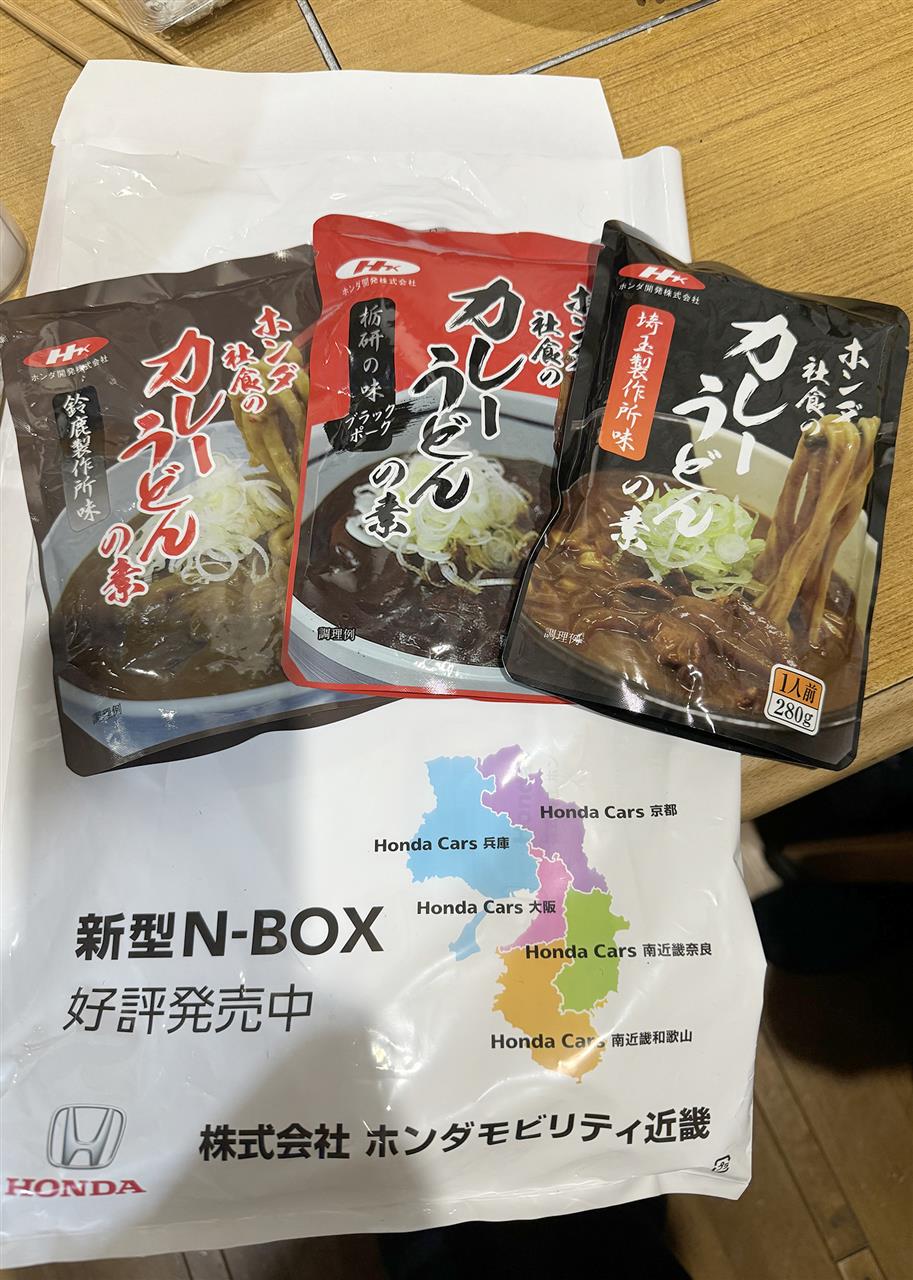 HK
ホンダ開発株式会社
鈴鹿製作所味
ホンダ
社食の
カレー
うどん
の素
調理例
HK
ホンダ開発株式会社
栃研の味
ブラック
ポーク
社食の
カレー
うどん
の素
調理例
HK
ホンダ開発株式会社
埼玉製作所味
ホンダ
社食の
カレー
うどん
の素
調理例
1人前
280g
Honda Cars 京都
Honda Cars 兵庫
Honda Cars 大阪
Honda Cars 南近畿奈良
Honda Cars 南近畿和歌山
新型N-BOX
好評発売中
株式会社 ホンダモビリティ近畿
HONDA